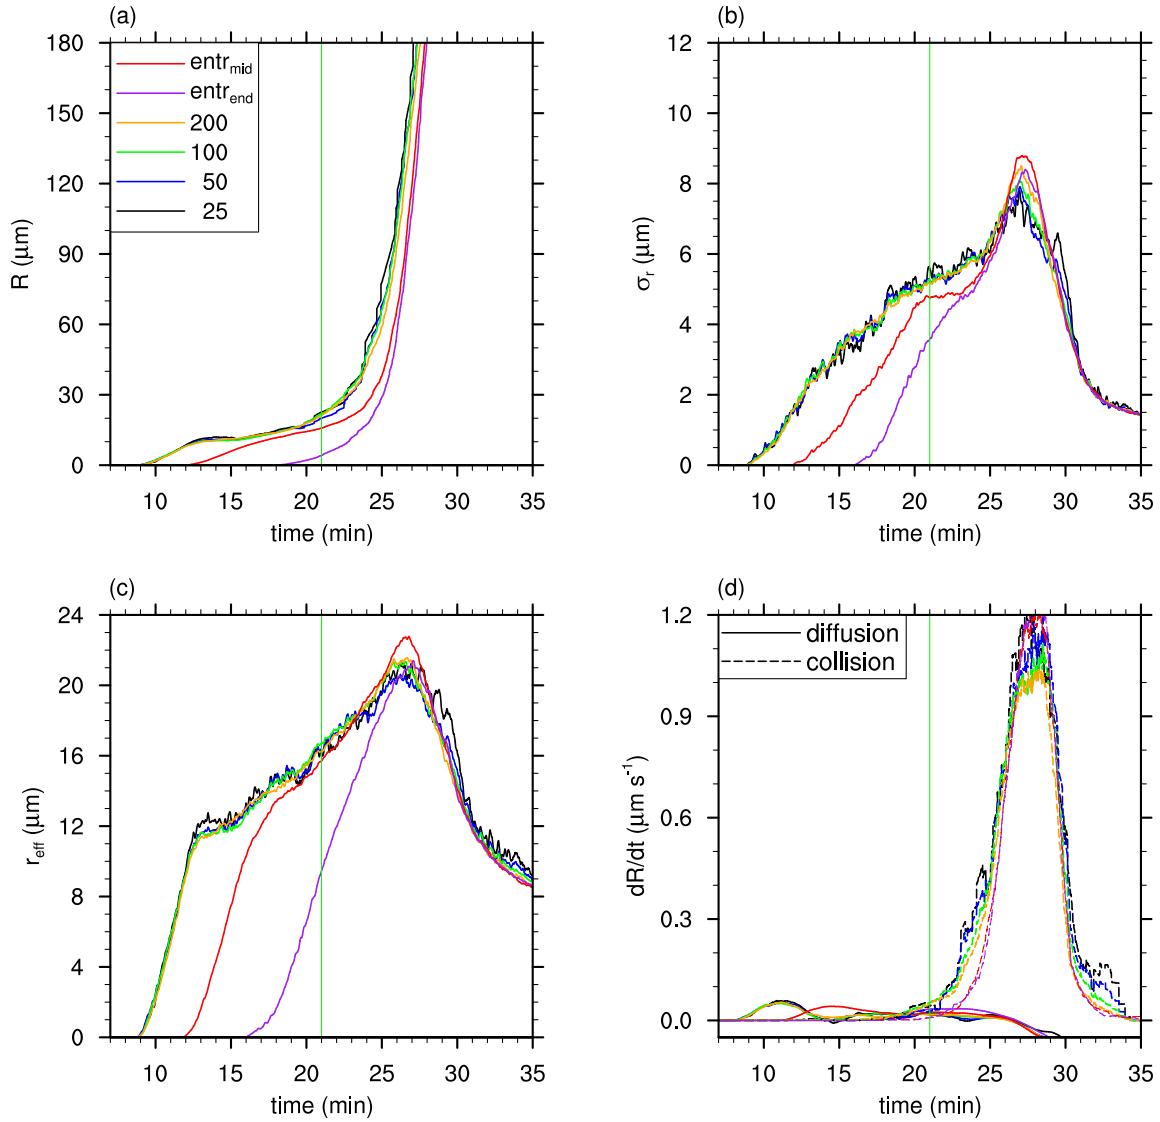 (a)
180
150
120
90
60
30
0
R (μm)
entr_mid
entr_end
200
100
50
25
10 15 20 25 30 35
time (min)
(b)
12
10
8
6
4
2
0
σ_r (μm)
10 15 20 25 30 35
time (min)
(c)
24
20
16
12
8
4
0
r_eff (μm)
10 15 20 25 30 35
time (min)
(d)
1.2
0.9
0.6
0.3
0.0
dR/dt (μm s⁻¹)
diffusion
collision
10 15 20 25 30 35
time (min)